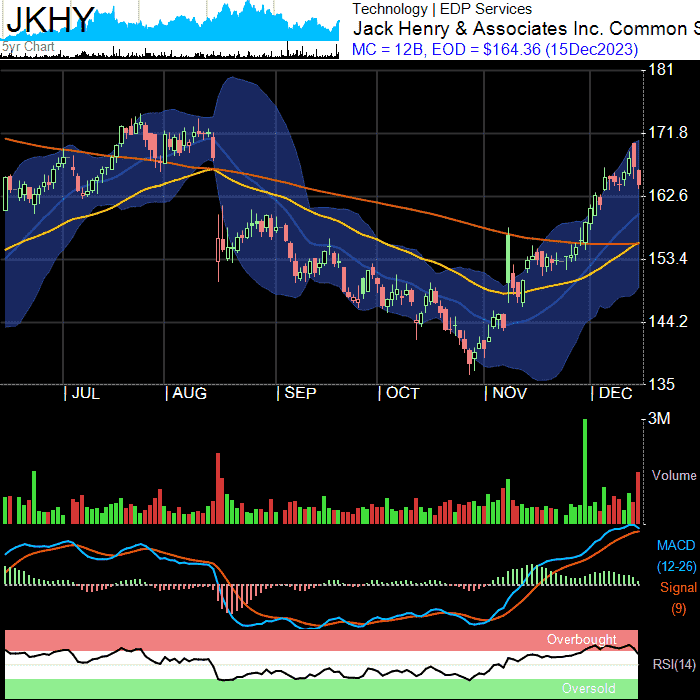 JKHY
5yr Chart
Technology | EDP Services
Jack Henry & Associates Inc. Common S
MC = 12B, EOD = $164.36 (15Dec2023)
181
171.8
162.6
153.4
144.2
135
JUL AUG SEP OCT NOV DEC
3M
Volume
MACD
(12-26)
Signal
(9)
Overbought
RSI(14)
Oversold